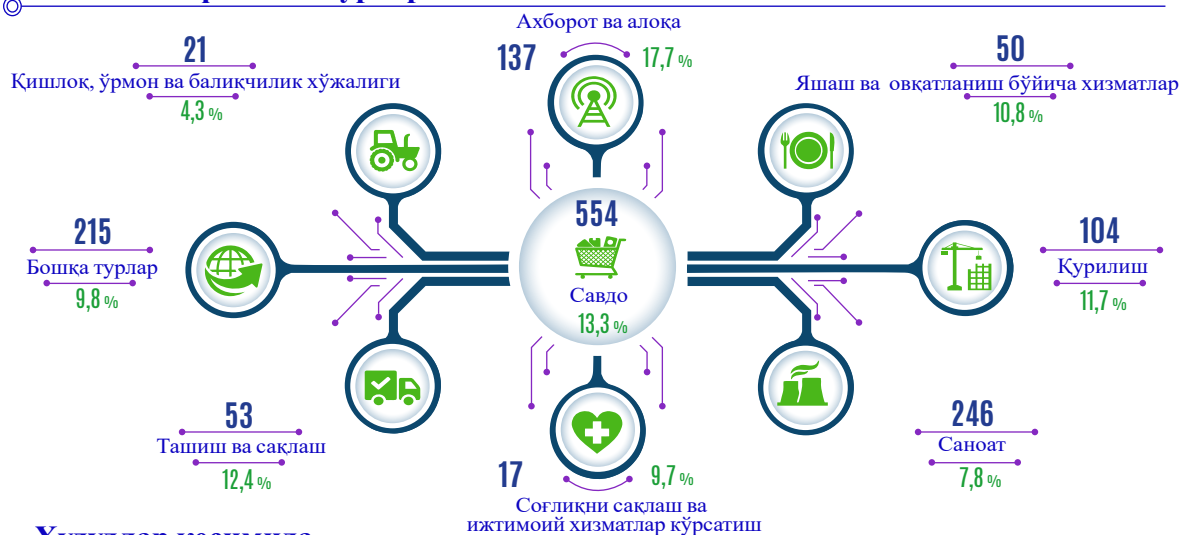 Ахборот ва алоқа
137
17,7 %
21
Қишлоқ, ўрмон ва балиқчилик хўжалиги
4,3 %
50
Яшаш ва овқатланиш бўйича хизматлар
10,8 %
554
Савдо
13,3 %
215
Бошқа турлар
9,8 %
104
Қурилиш
11,7 %
53
Ташиш ва сақлаш
12,4 %
246
Саноат
7,8 %
17
9,7 %
Соғлиқни сақлаш ва
ижтимоий хизматлар кўрсатиш